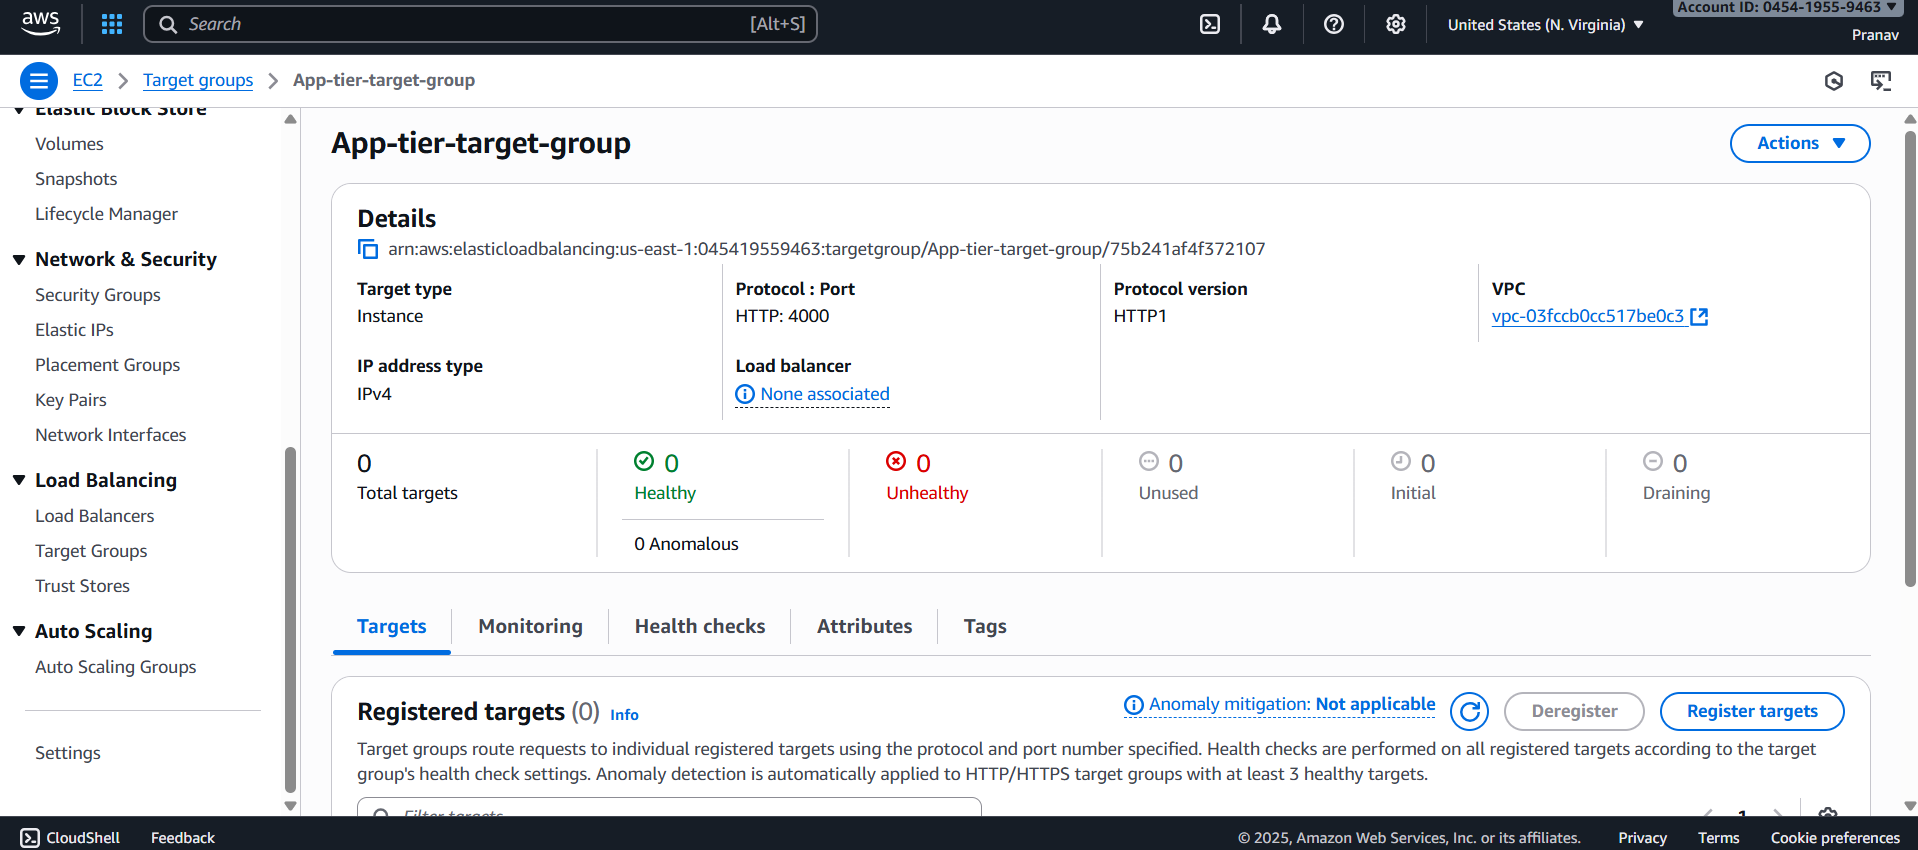 aws
Search
[Alt+S]
United States (N. Virginia)
Account ID: 0454-1955-9463
Pranav
EC2
Target groups
App-tier-target-group
Elastic Block Store
Volumes
Snapshots
Lifecycle Manager
Network & Security
Security Groups
Elastic IPs
Placement Groups
Key Pairs
Network Interfaces
Load Balancing
Load Balancers
Target Groups
Trust Stores
Auto Scaling
Auto Scaling Groups
Settings
App-tier-target-group
Actions
Details
arn:aws:elasticloadbalancing:us-east-1:045419559463:targetgroup/App-tier-target-group/75b241af4f372107
Target type
Instance
Protocol : Port
HTTP: 4000
Protocol version
HTTP1
VPC
vpc-03fccb0cc517be0c3
IP address type
IPv4
Load balancer
None associated
0
Total targets
0
Healthy
0 Anomalous
0
Unhealthy
0
Unused
0
Initial
0
Draining
Targets
Monitoring
Health checks
Attributes
Tags
Registered targets (0) Info
Anomaly mitigation: Not applicable
Deregister
Register targets
Target groups route requests to individual registered targets using the protocol and port number specified. Health checks are performed on all registered targets according to the target
group's health check settings. Anomaly detection is automatically applied to HTTP/HTTPS target groups with at least 3 healthy targets.
Filter targets
1
CloudShell
Feedback
© 2025, Amazon Web Services, Inc. or its affiliates.
Privacy
Terms
Cookie preferences